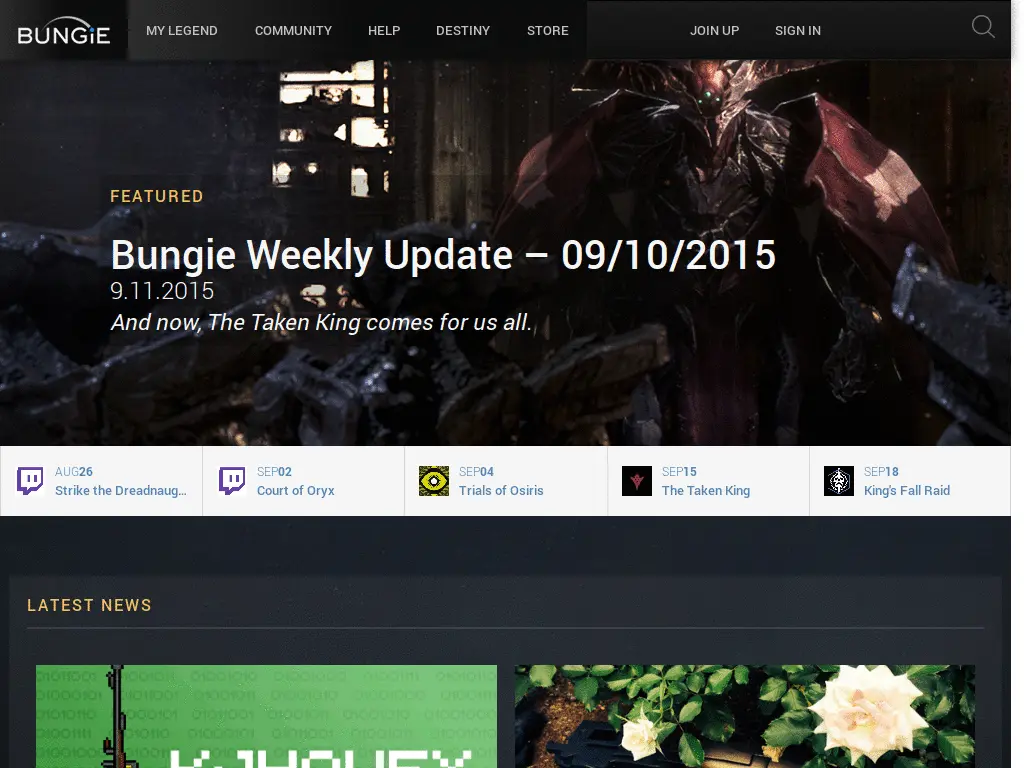 BUNGiE
MY LEGEND COMMUNITY HELP DESTINY STORE JOIN UP SIGN IN
FEATURED
Bungie Weekly Update – 09/10/2015
9.11.2015
And now, The Taken King comes for us all.
AUG26
Strike the Dreadnaug...
SEP02
Court of Oryx
SEP04
Trials of Osiris
SEP15
The Taken King
SEP18
King's Fall Raid
LATEST NEWS